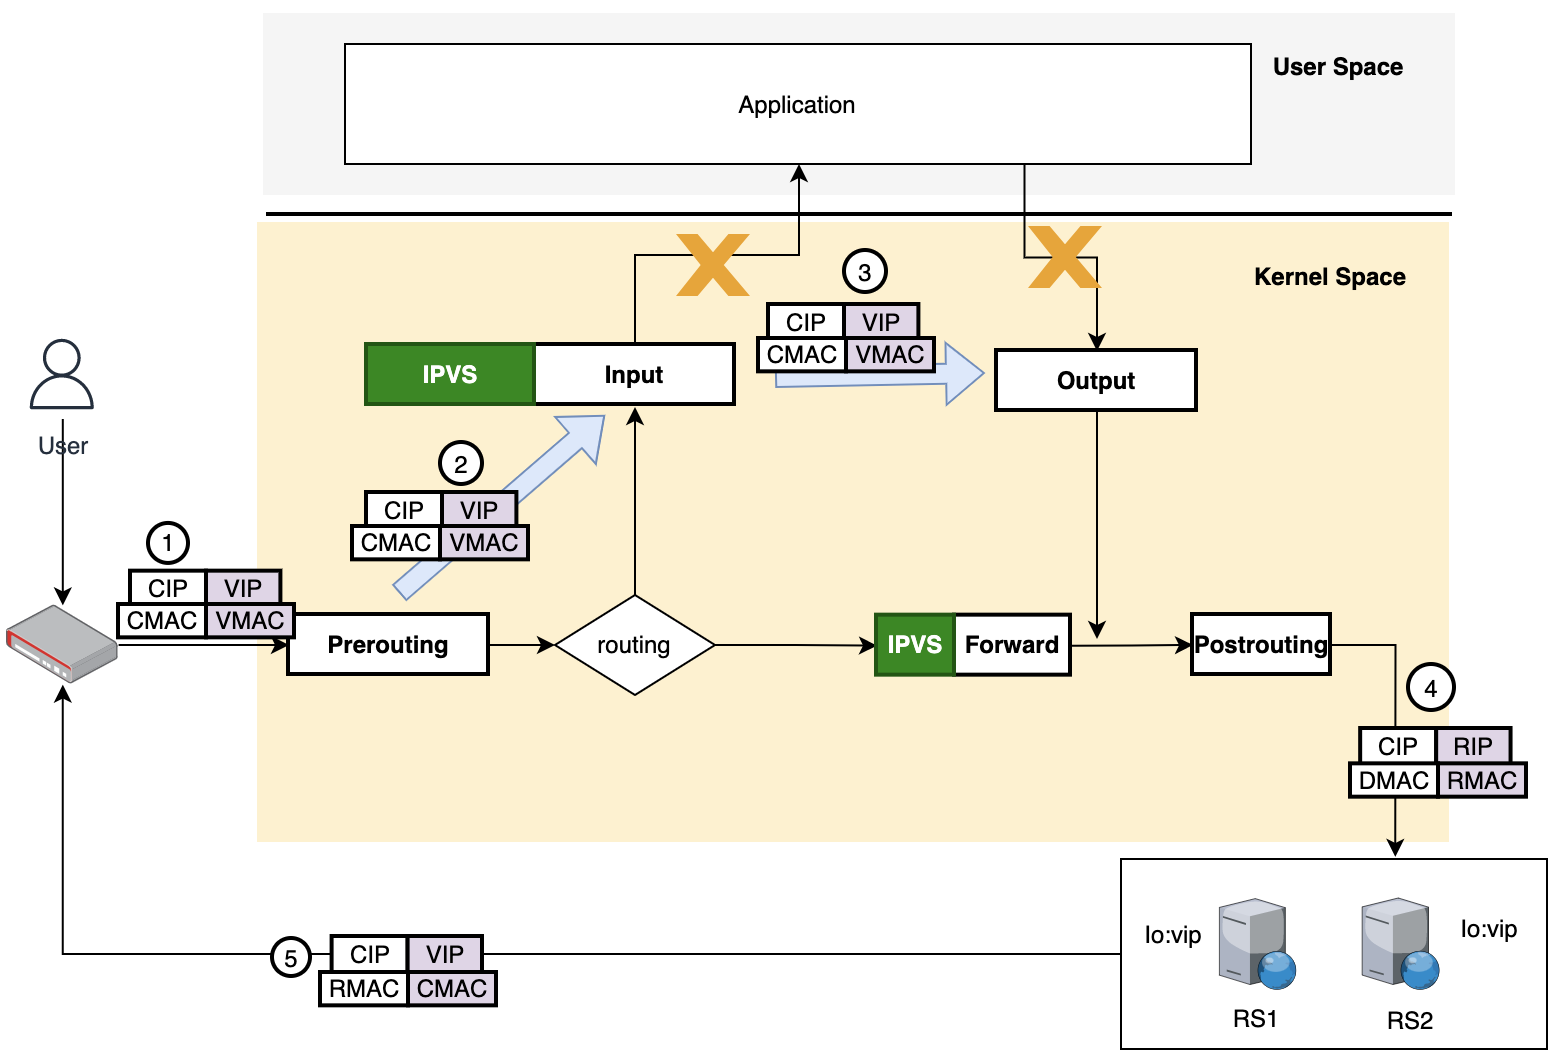 User Space
Application
Kernel Space
3
CIP VIP
CMAC VMAC
IPVS Input
Output
User
2
CIP VIP
CMAC VMAC
1
CIP VIP
CMAC VMAC
Prerouting
routing
IPVS Forward
Postrouting
4
CIP RIP
DMAC RMAC
lo:vip
lo:vip
RS1
RS2
5
CIP VIP
RMAC CMAC